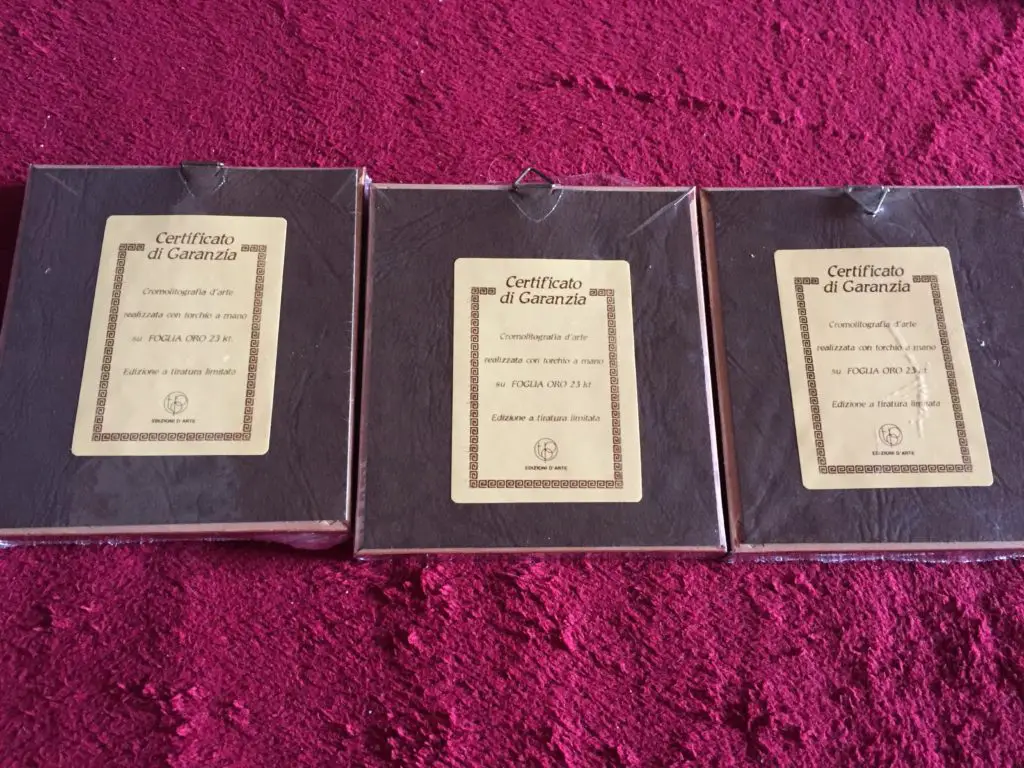 Certificato
di Garanzia
Cromolitografia d'arte
realizzata con torchio a mano
su FOGLIA ORO 23 kt.
Edizione a tiratura limitata
EDIZIONI D'ARTE
Certificato
di Garanzia
Cromolitografia d'arte
realizzata con torchio a mano
su FOGLIA ORO 23 kt
Edizione a tiratura limitata
EDIZIONI D'ARTE
Certificato
di Garanzia
Cromolitografia d'arte
realizzata con torchio a mano
su FOGLIA ORO 23 kt
Edizione a tiratura limitata
EDIZIONI D'ARTE